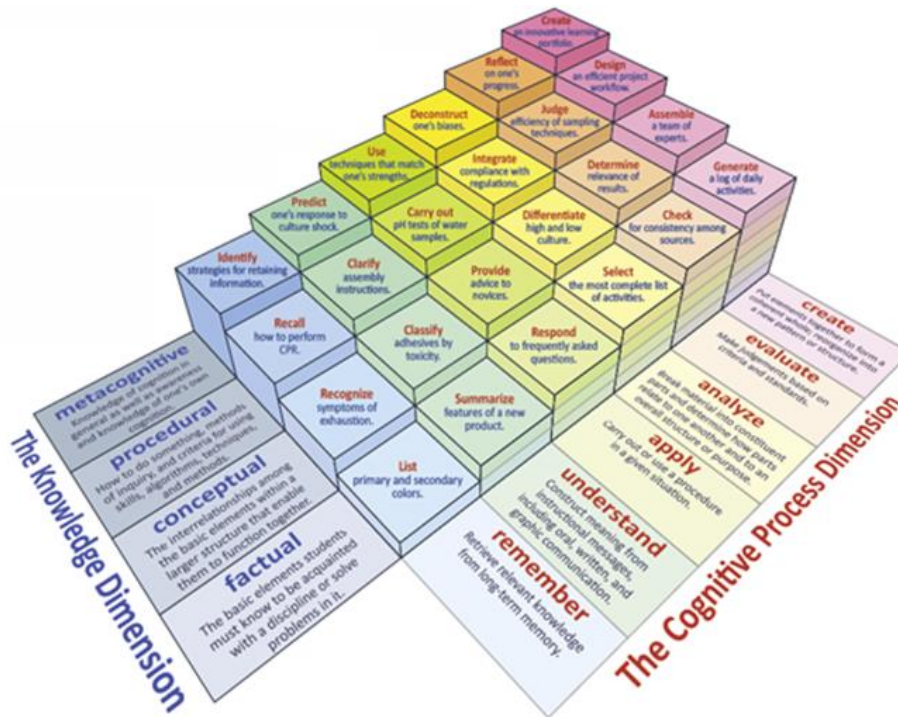 Create
an innovative learning
portfolio.
Reflect
on one's
progress.
Design
an efficient project
workflow.
Deconstruct
one's biases.
Judge
efficiency of sampling
techniques.
Assemble
a team of
experts.
Use
techniques that match
one's strengths.
Integrate
compliance with
regulations.
Determine
relevance of
results.
Generate
a log of daily
activities.
Predict
one's response to
culture shock.
Carry out
pH tests of water
samples.
Differentiate
high and low
culture.
Check
for consistency among
sources.
Identify
strategies for retaining
information.
Clarify
assembly
instructions.
Provide
advice to
novices.
Select
the most complete
list of activities.
Recall
how to perform
CPR.
Classify
adhesives by
toxicity.
Respond
to frequently asked
questions.
Recognize
symptoms of
exhaustion.
Summarize
features of a new
product.
List
primary and secondary
colors.
The Knowledge Dimension
metacognitive
Knowledge of cognition in
general as well as awareness
and knowledge of one's own
cognition.
procedural
How to do something, methods
of inquiry, and criteria for using
skills, algorithms, techniques,
and methods.
conceptual
The interrelationships among
the basic elements within a
larger structure that enable
them to function together.
factual
The basic elements students
must know to be acquainted
with a discipline or solve
problems in it.
The Cognitive Process Dimension
create
Put elements together to form a
coherent whole; reorganize into
a new pattern or structure.
evaluate
Make judgments based on
criteria and standards.
analyze
Break material into constituent
parts and determine how parts
relate to one another and to an
overall structure or purpose.
apply
Carry out or use a procedure
in a given situation.
understand
Construct meaning from
instructional messages,
including oral, written, and
graphic communication.
remember
Retrieve relevant knowledge
from long-term memory.